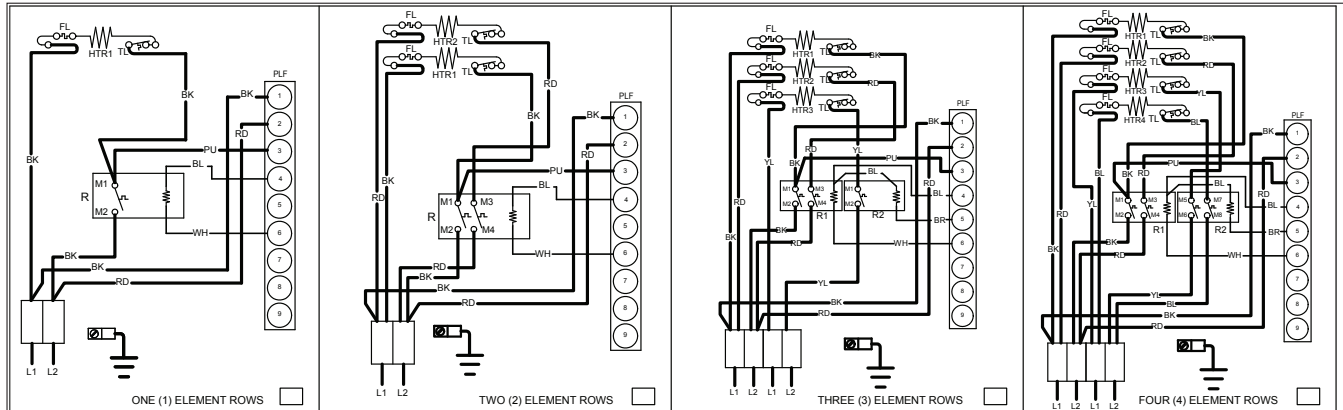 FL
HTR1
TL
PLF
BK
1
RD
2
BK
PU
3
BK
BL
4
M1
R
5
M2
WH
6
7
BK
BK
8
RD
9
L1 L2
ONE (1) ELEMENT ROWS
FL
HTR2
TL
FL
HTR1
TL
RD
PLF
BK
1
BK
RD
2
BK
RD
PU
3
BL
4
M1 M3
R
5
M2 M4
WH
6
RD
BK
7
BK
8
RD
9
L1 L2
TWO (2) ELEMENT ROWS
FL
HTR1
TL
BK
FL
HTR2
TL
RD
FL
HTR3
TL
PLF
BK
1
2
YL
BK
RD
YL
PU
3
BL
RD
M1 M3
M1
BL
4
M2 M4
R1
M2
R2
BR
5
BK
RD
YL
BK
RD
WH
6
7
YL
8
BK
RD
9
L1 L2 L1 L2
THREE (3) ELEMENT ROWS
FL
HTR1
TL
BK
FL
HTR2
TL
RD
FL
HTR3
TL
YL
FL
HTR4
TL
BL
PLF
BK
1
BL
2
PU
BK
RD
3
BL
M1 M3
M5 M7
BL
4
M2 M4
R1
M6 M8
R2
BR
5
BK
RD
YL
BK
RD
WH
6
7
YL
BL
8
BK
RD
9
L1 L2 L1 L2
FOUR (4) ELEMENT ROWS